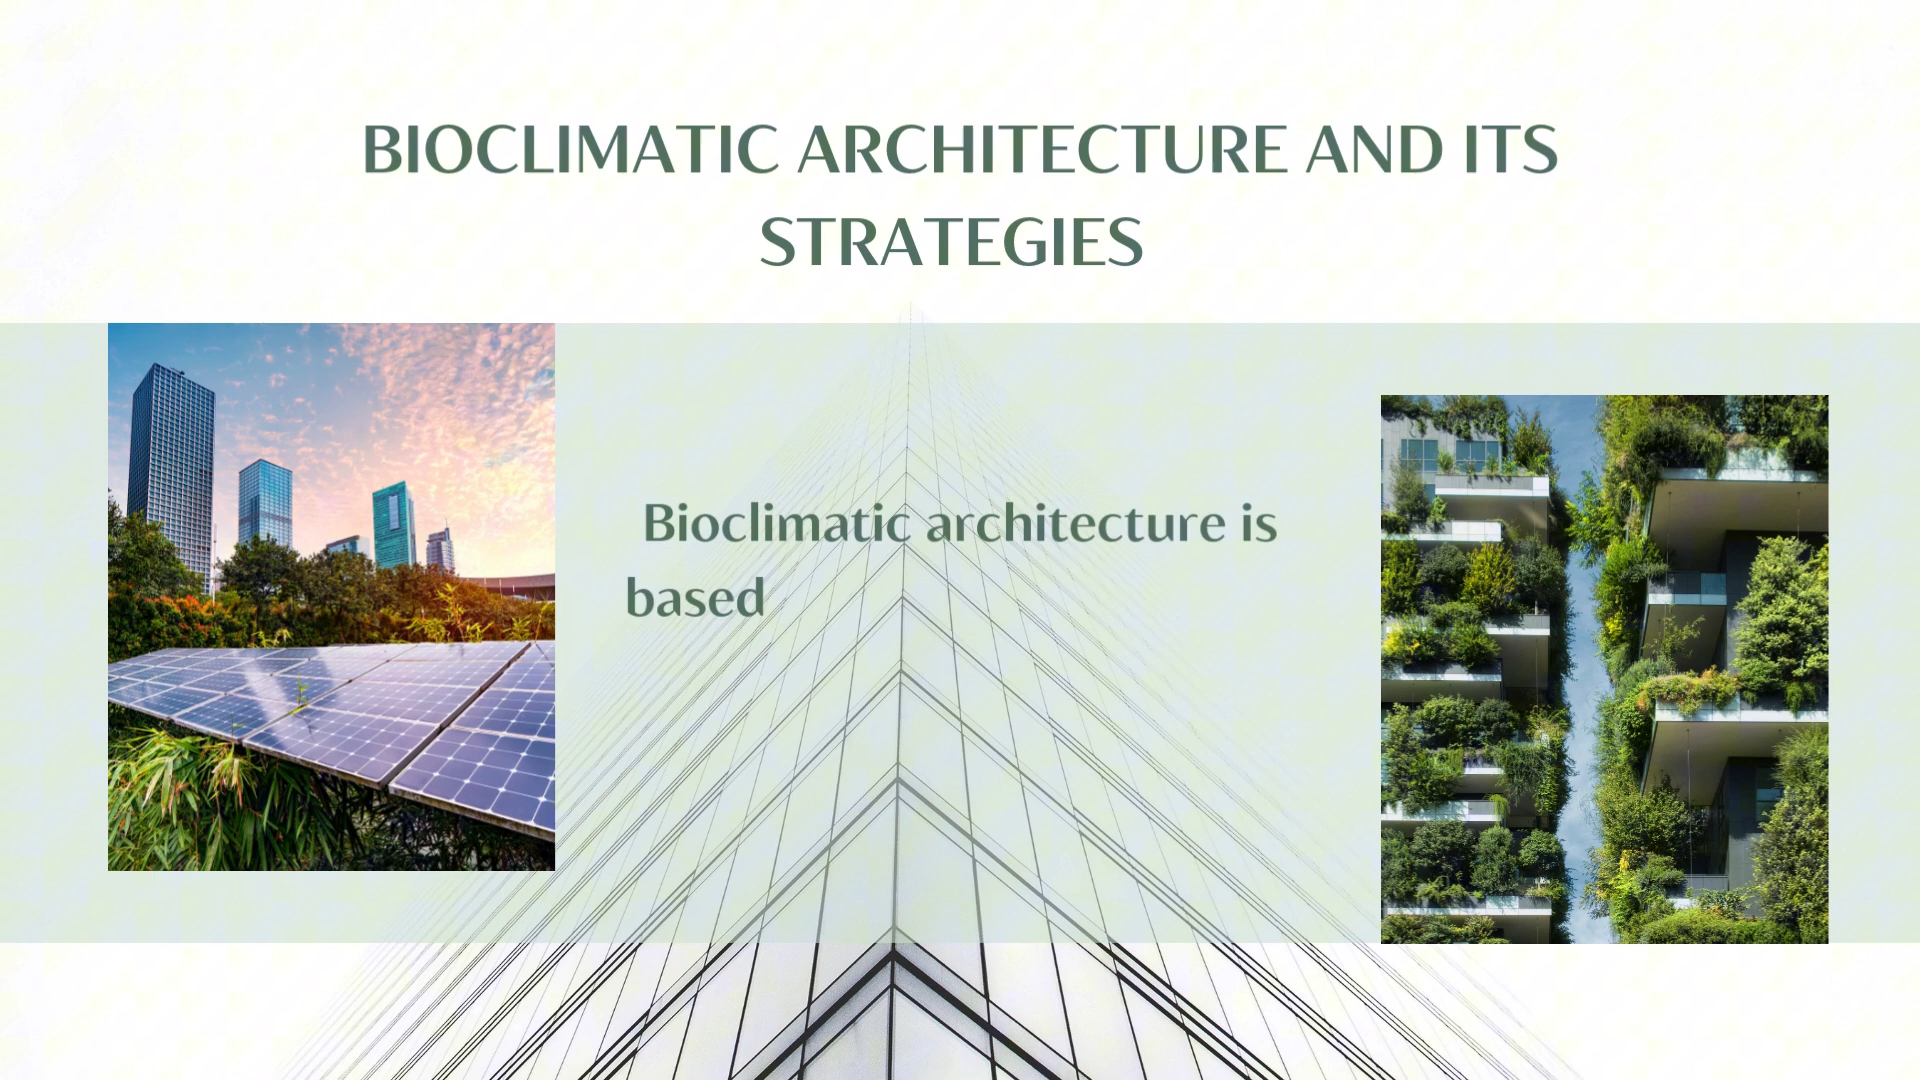 BIOCLIMATIC ARCHITECTURE AND ITS
STRATEGIES
Bioclimatic architecture is
based